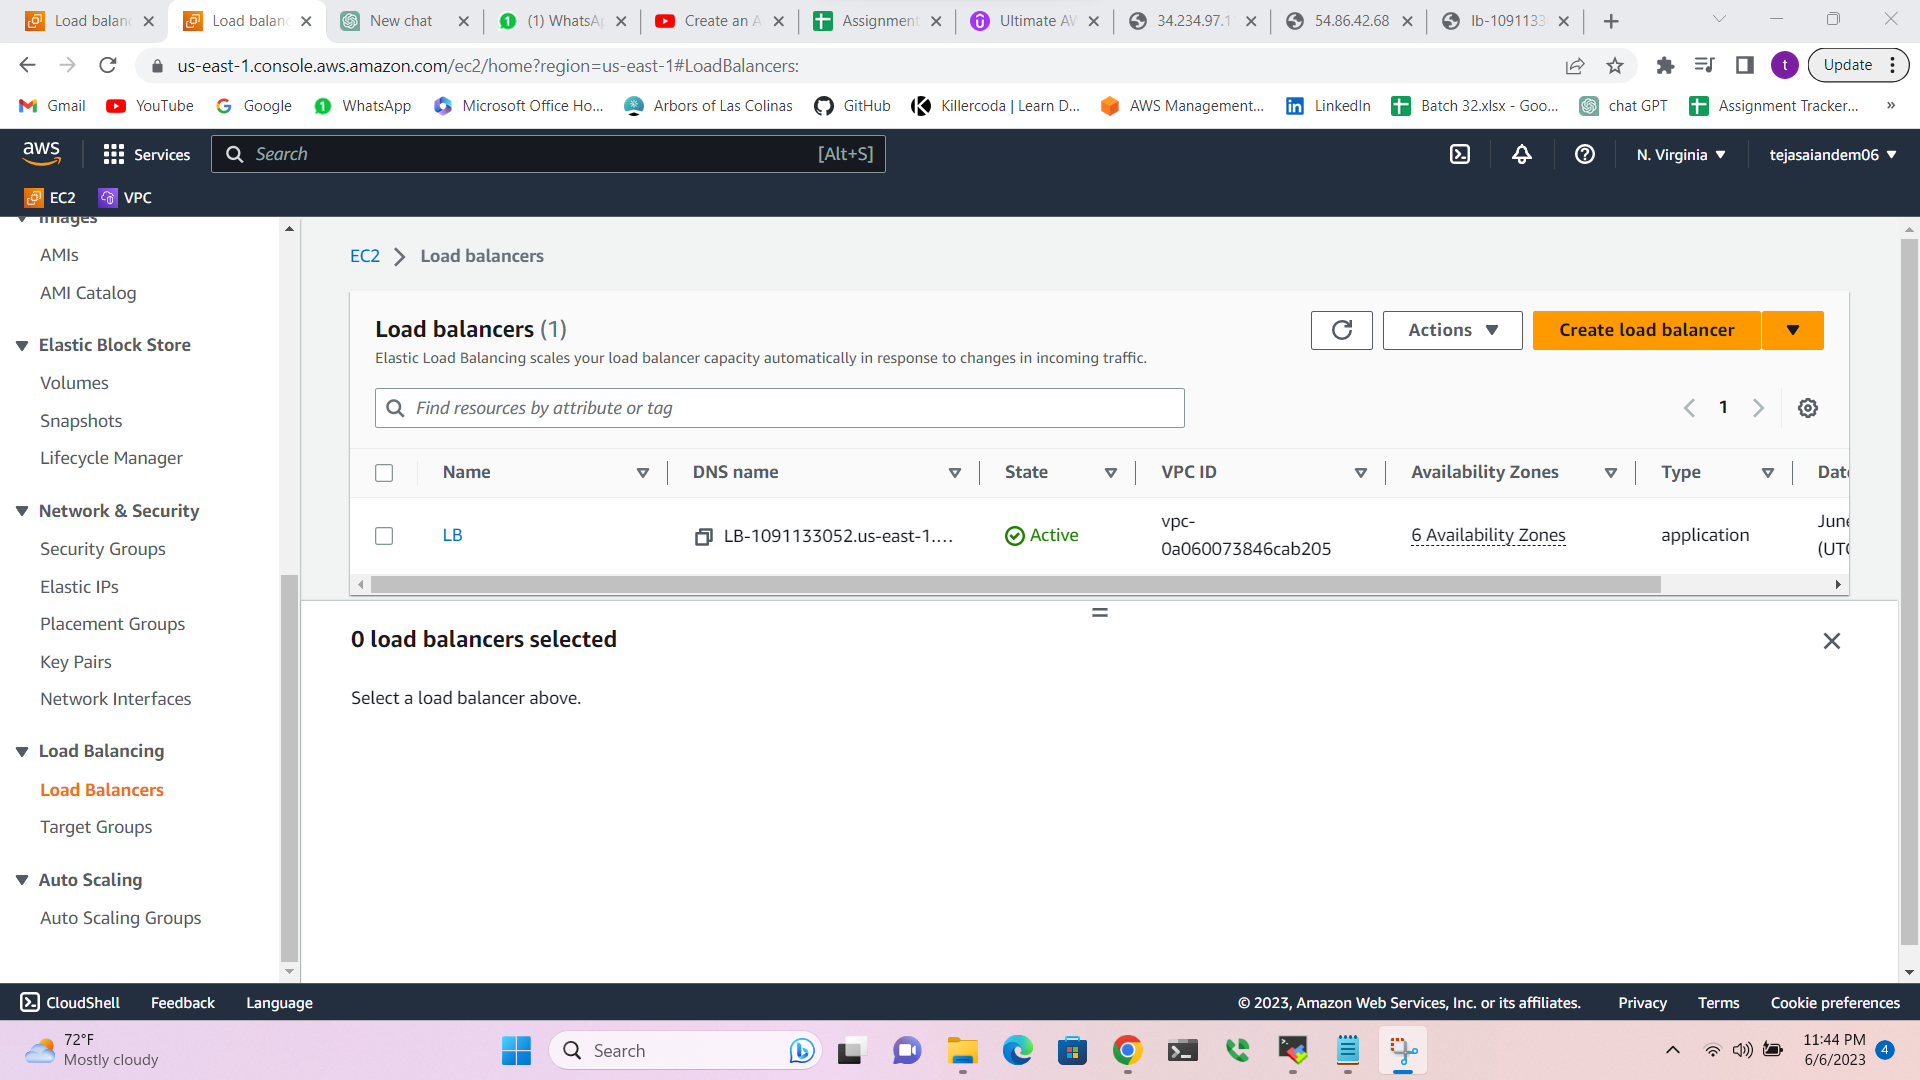 Load balan
Load balan
New chat
(1) WhatsAp
Create an A
Assignment
Ultimate AW
34.234.97.1
54.86.42.68
lb-1091133
us-east-1.console.aws.amazon.com/ec2/home?region=us-east-1#LoadBalancers:
t
Update
Gmail
YouTube
Google
WhatsApp
Microsoft Office Ho...
Arbors of Las Colinas
GitHub
Killercoda | Learn D...
AWS Management...
LinkedIn
Batch 32.xlsx - Goo...
chat GPT
Assignment Tracker...
»
aws
Services
Search
[Alt+S]
N. Virginia
tejasaiandem06
EC2
VPC
Images
AMIs
AMI Catalog
Elastic Block Store
Volumes
Snapshots
Lifecycle Manager
Network & Security
Security Groups
Elastic IPs
Placement Groups
Key Pairs
Network Interfaces
Load Balancing
Load Balancers
Target Groups
Auto Scaling
Auto Scaling Groups
EC2
Load balancers
Load balancers (1)
Elastic Load Balancing scales your load balancer capacity automatically in response to changes in incoming traffic.
Actions
Create load balancer
Find resources by attribute or tag
1
Name
DNS name
State
VPC ID
Availability Zones
Type
Date
LB
LB-1091133052.us-east-1....
Active
vpc-
0a060073846cab205
6 Availability Zones
application
June
(UTC
0 load balancers selected
Select a load balancer above.
CloudShell
Feedback
Language
© 2023, Amazon Web Services, Inc. or its affiliates.
Privacy
Terms
Cookie preferences
72°F
Mostly cloudy
Search
11:44 PM
6/6/2023
4